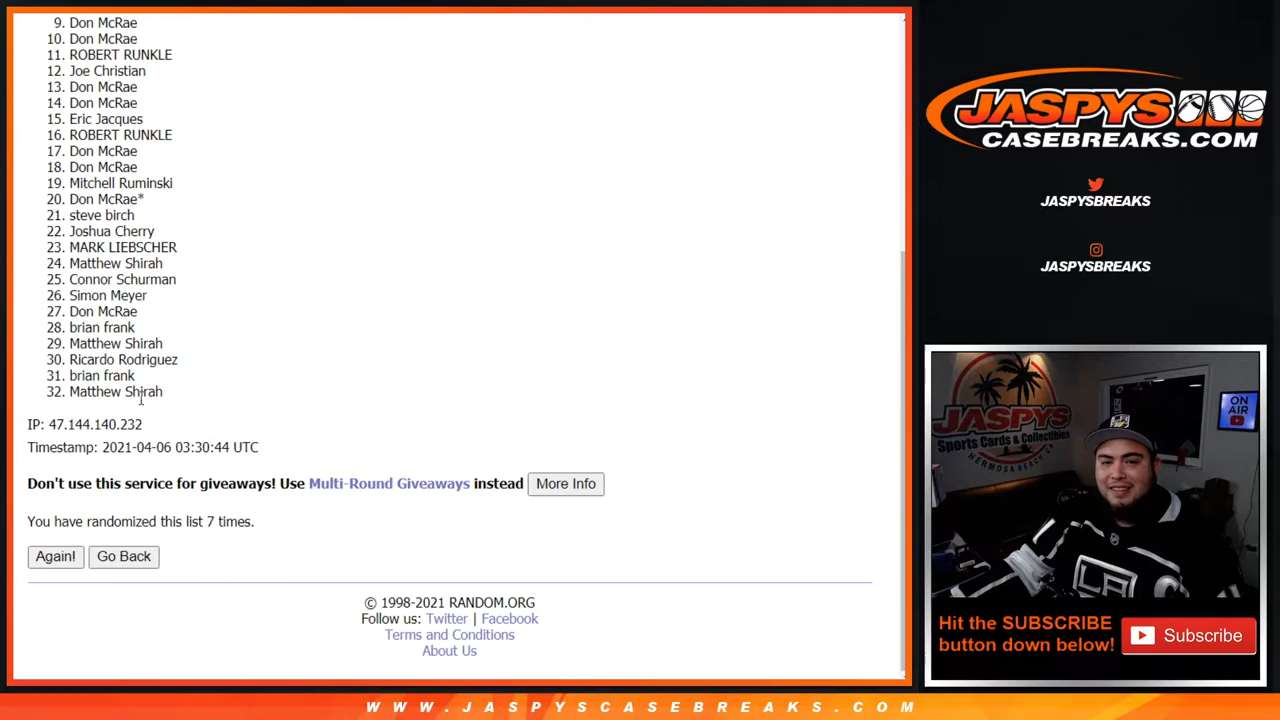 9. Don McRae
10. Don McRae
11. ROBERT RUNKLE
12. Joe Christian
13. Don McRae
14. Don McRae
15. Eric Jacques
16. ROBERT RUNKLE
17. Don McRae
18. Don McRae
19. Mitchell Ruminski
20. Don McRae*
21. steve birch
22. Joshua Cherry
23. MARK LIEBSCHER
24. Matthew Shirah
25. Connor Schurman
26. Simon Meyer
27. Don McRae
28. brian frank
29. Matthew Shirah
30. Ricardo Rodriguez
31. brian frank
32. Matthew Shirah
IP: 47.144.140.232
Timestamp: 2021-04-06 03:30:44 UTC
Don't use this service for giveaways! Use Multi-Round Giveaways instead More Info
You have randomized this list 7 times.
Again! Go Back
© 1998-2021 RANDOM.ORG
Follow us: Twitter | Facebook
Terms and Conditions
About Us
JASPYS
CASEBREAKS.COM
JASPYSBREAKS
JASPYSBREAKS
JASPYS
Sports Cards & Collectibles
HERMOSA BEACH CA
ON
AIR
LA
Hit the SUBSCRIBE
button down below!
Subscribe
WWW.JASPYSCASEBREAKS.COM